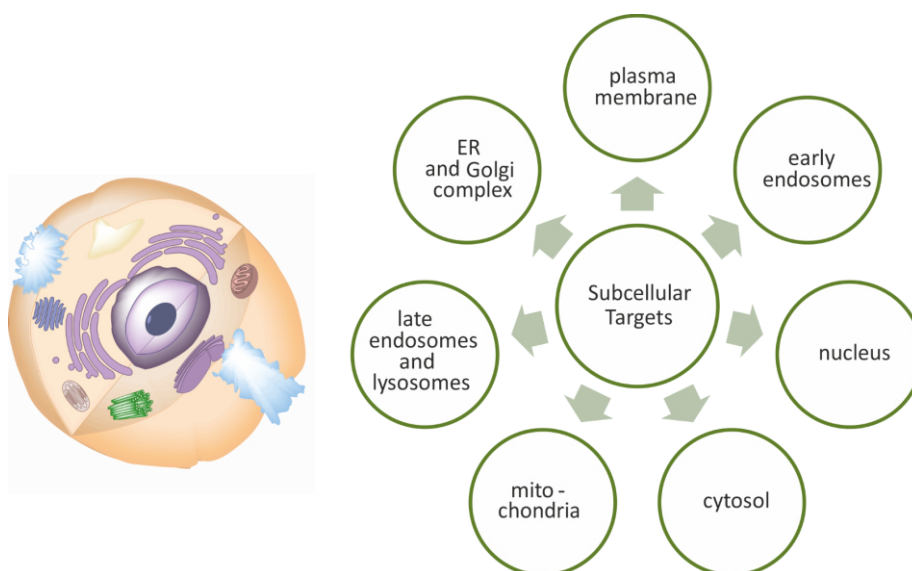 plasma
membrane
ER
and Golgi
complex
early
endosomes
Subcellular
Targets
late
endosomes
and
lysosomes
nucleus
mito -
chondria
cytosol